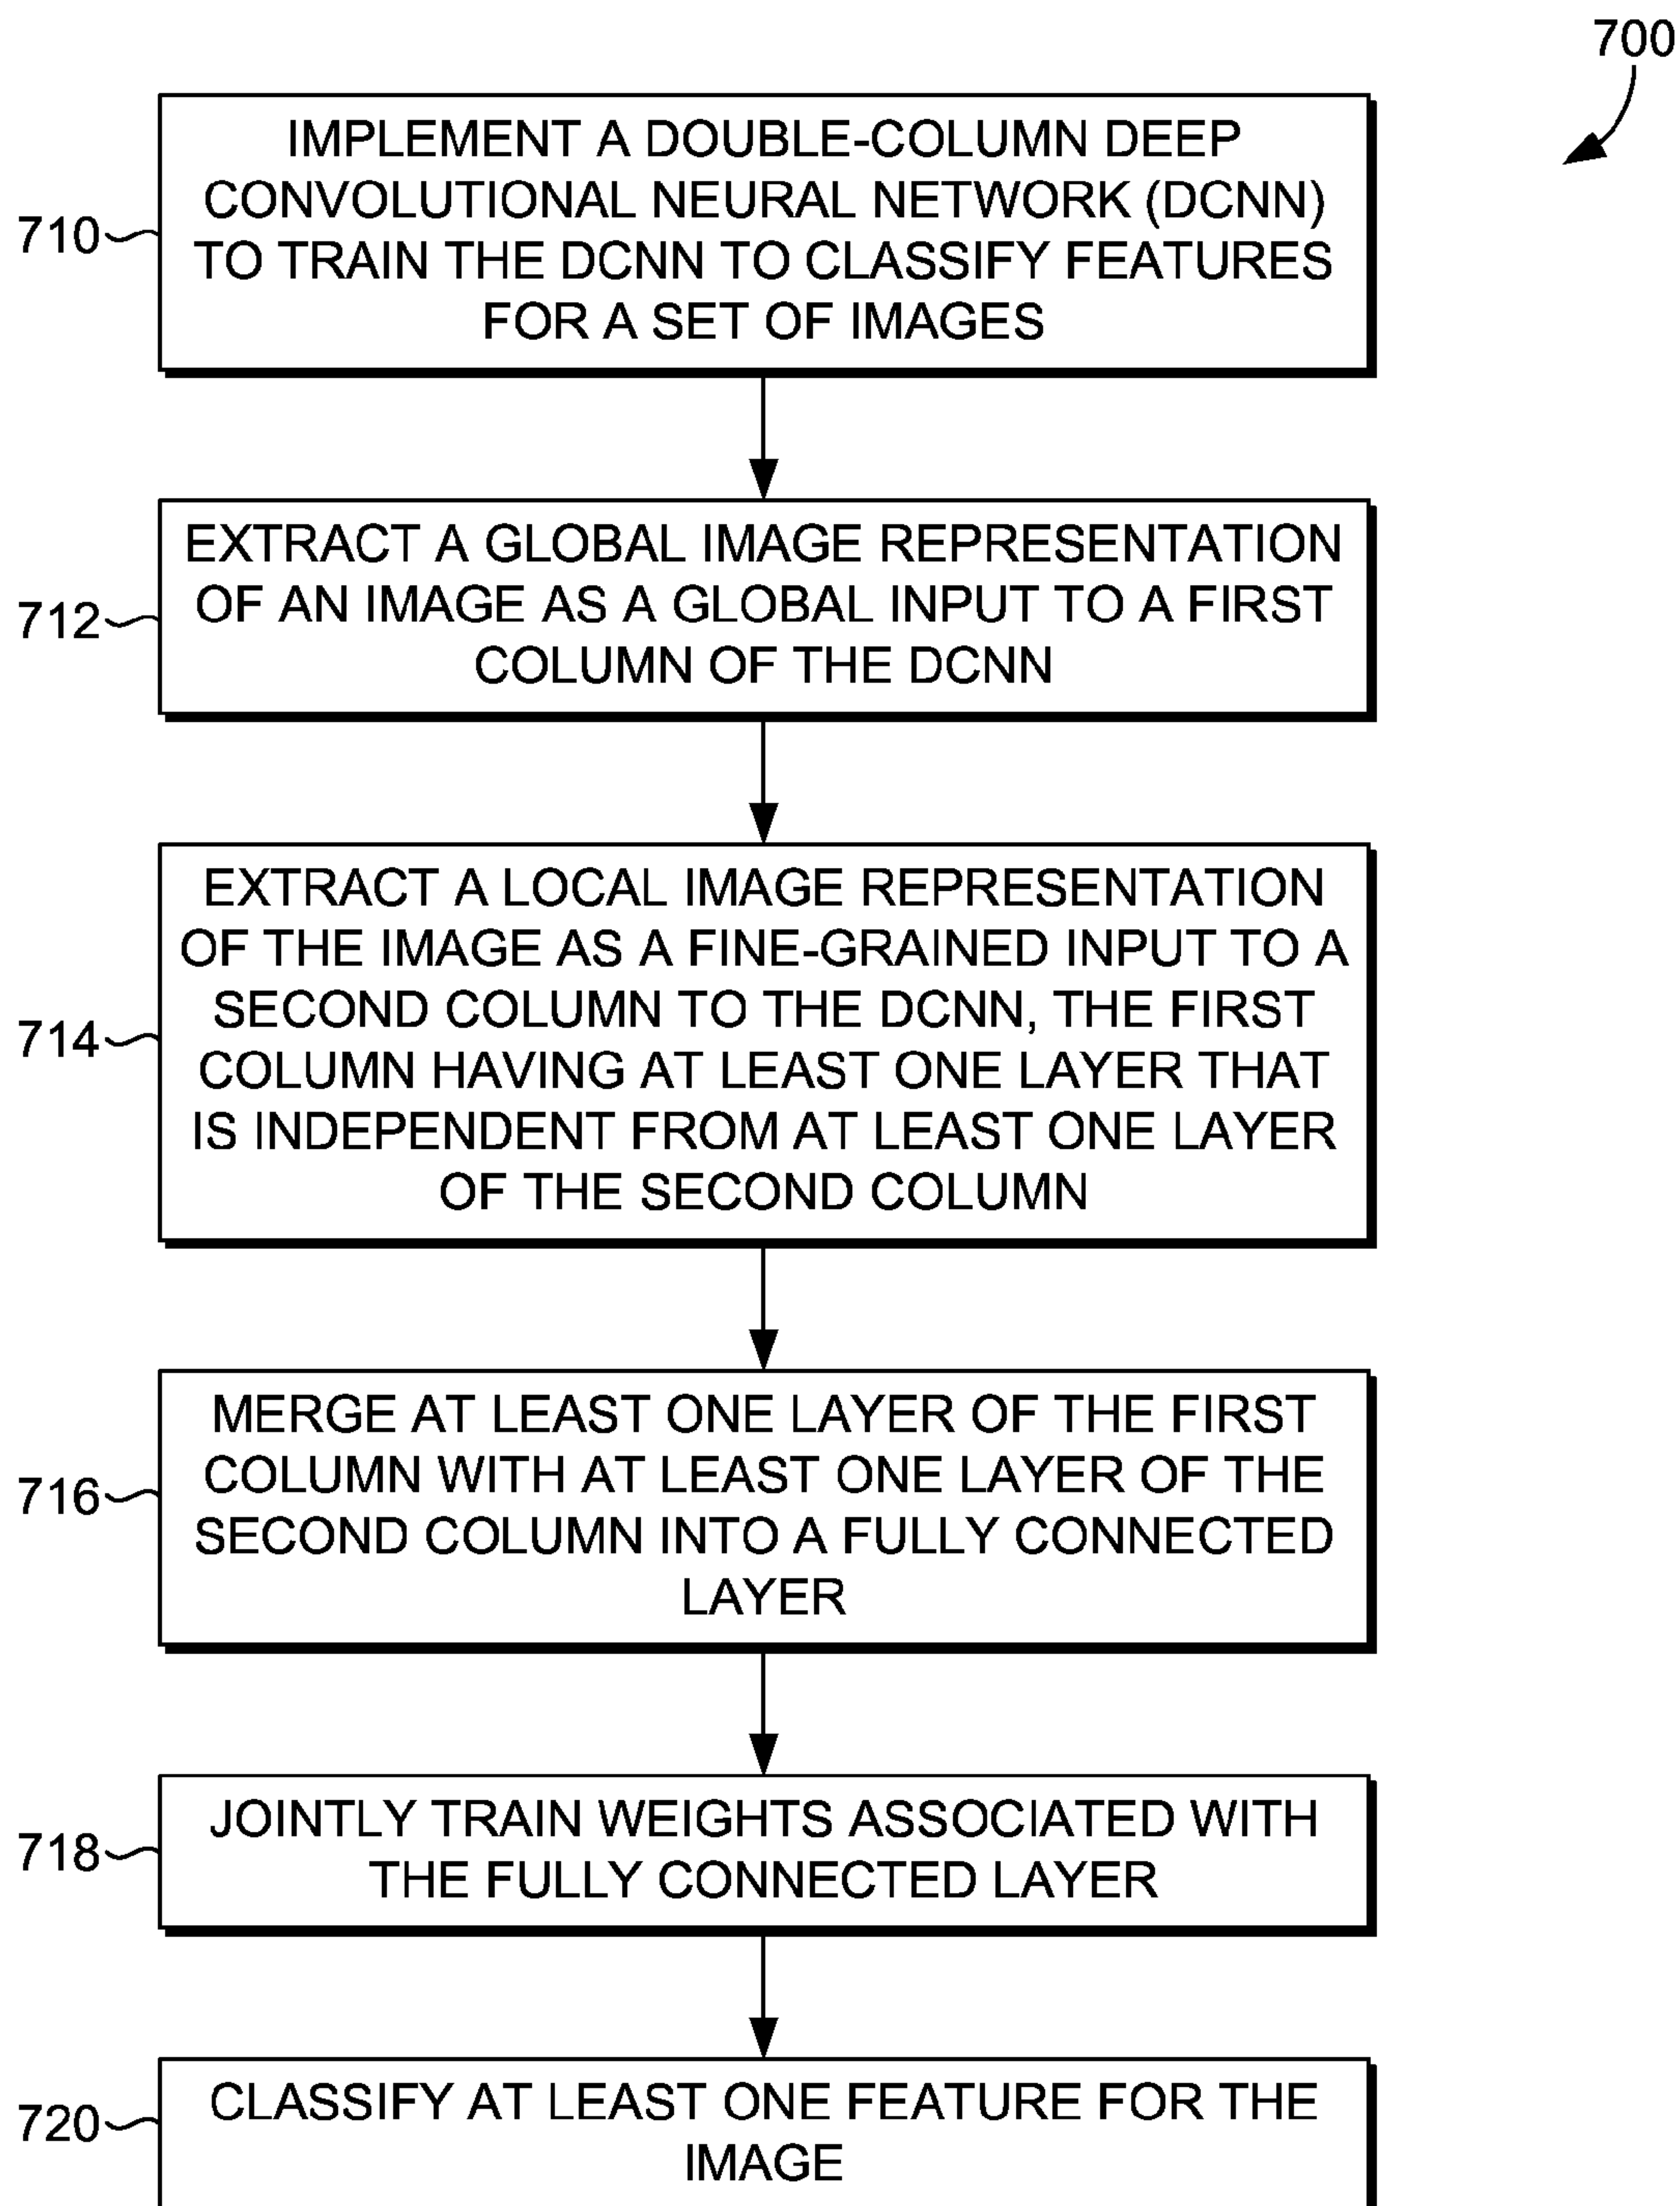 700
710
IMPLEMENT A DOUBLE-COLUMN DEEP
CONVOLUTIONAL NEURAL NETWORK (DCNN)
TO TRAIN THE DCNN TO CLASSIFY FEATURES
FOR A SET OF IMAGES
712
EXTRACT A GLOBAL IMAGE REPRESENTATION
OF AN IMAGE AS A GLOBAL INPUT TO A FIRST
COLUMN OF THE DCNN
714
EXTRACT A LOCAL IMAGE REPRESENTATION
OF THE IMAGE AS A FINE-GRAINED INPUT TO A
SECOND COLUMN TO THE DCNN, THE FIRST
COLUMN HAVING AT LEAST ONE LAYER THAT
IS INDEPENDENT FROM AT LEAST ONE LAYER
OF THE SECOND COLUMN
716
MERGE AT LEAST ONE LAYER OF THE FIRST
COLUMN WITH AT LEAST ONE LAYER OF THE
SECOND COLUMN INTO A FULLY CONNECTED
LAYER
718
JOINTLY TRAIN WEIGHTS ASSOCIATED WITH
THE FULLY CONNECTED LAYER
720
CLASSIFY AT LEAST ONE FEATURE FOR THE
IMAGE